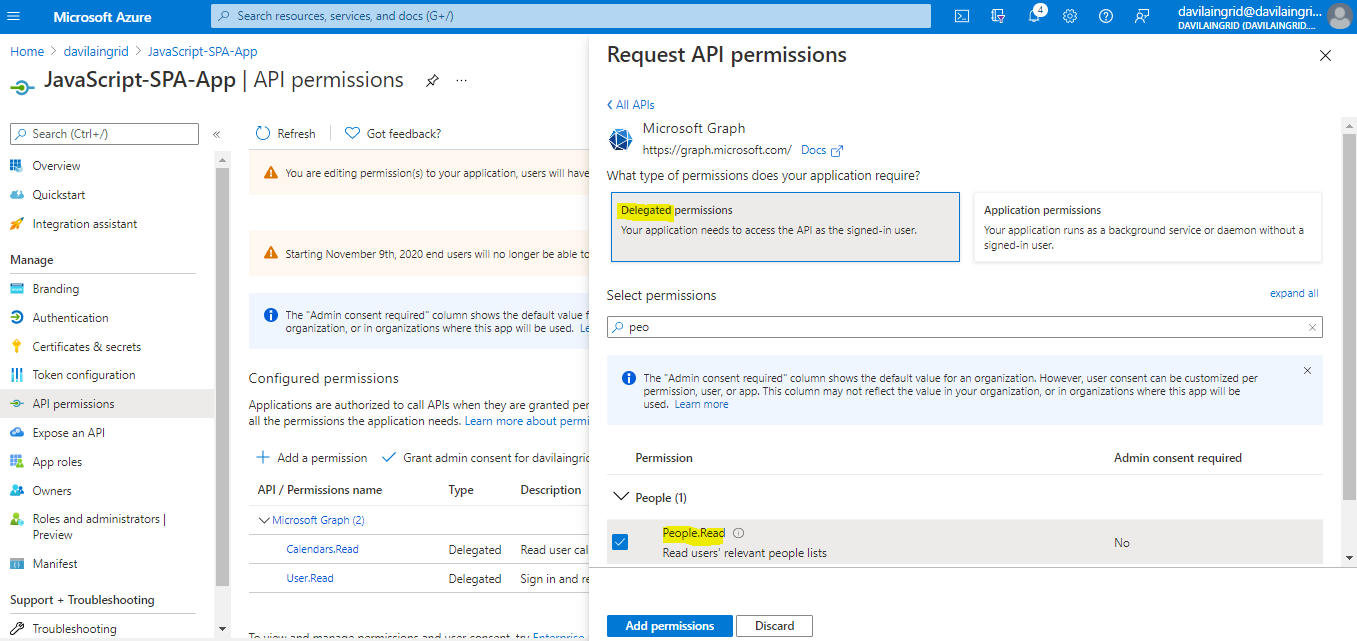 Microsoft Azure
Search resources, services, and docs (G+/)
4
davilaingrid@davilaingri...
DAVILAINGRID (DAVILAINGRID....
Home > davilaingrid > JavaScript-SPA-App
JavaScript-SPA-App | API permissions
Search (Ctrl+/)
Overview
Quickstart
Integration assistant
Manage
Branding
Authentication
Certificates & secrets
Token configuration
API permissions
Expose an API
App roles
Owners
Roles and administrators |
Preview
Manifest
Support + Troubleshooting
Troubleshooting
Refresh
Got feedback?
You are editing permission(s) to your application, users will have
Starting November 9th, 2020 end users will no longer be able to
The "Admin consent required" column shows the default value f
organization, or in organizations where this app will be used. Le
Configured permissions
Applications are authorized to call APIs when they are granted per
all the permissions the application needs. Learn more about permi
Add a permission
Grant admin consent for davilaingrid
API / Permissions name Type Description
Microsoft Graph (2)
Calendars.Read Delegated Read user cal
User.Read Delegated Sign in and re
To view and manage permissions and user consent, try Enterprise
Request API permissions
All APIs
Microsoft Graph
https://graph.microsoft.com/ Docs
What type of permissions does your application require?
Delegated permissions
Your application needs to access the API as the signed-in user.
Application permissions
Your application runs as a background service or daemon without a
signed-in user.
Select permissions
expand all
peo
The "Admin consent required" column shows the default value for an organization. However, user consent can be customized per
permission, user, or app. This column may not reflect the value in your organization, or in organizations where this app will be
used. Learn more
Permission Admin consent required
People (1)
People.Read
Read users' relevant people lists
No
Add permissions
Discard